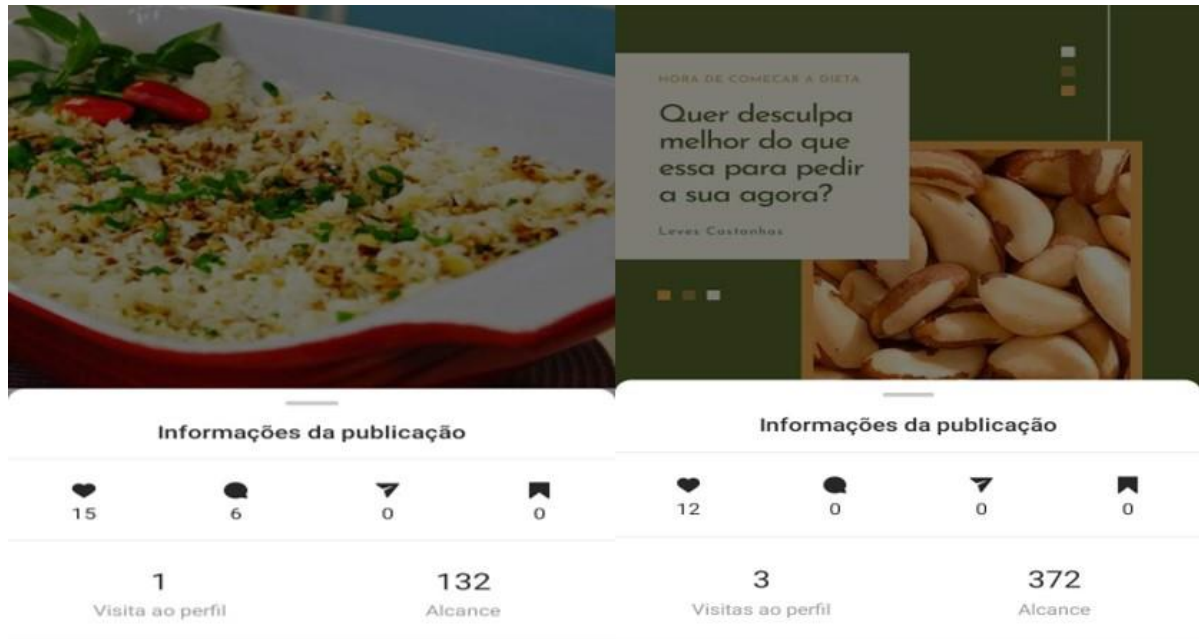 Informações da publicação
15 6 0 0
1 132
Visita ao perfil Alcance
HORA DE COMEÇAR A DIETA
Quer desculpa
melhor do que
essa para pedir
a sua agora?
Leves Castanhas
Informações da publicação
12 0 0 0
3 372
Visitas ao perfil Alcance